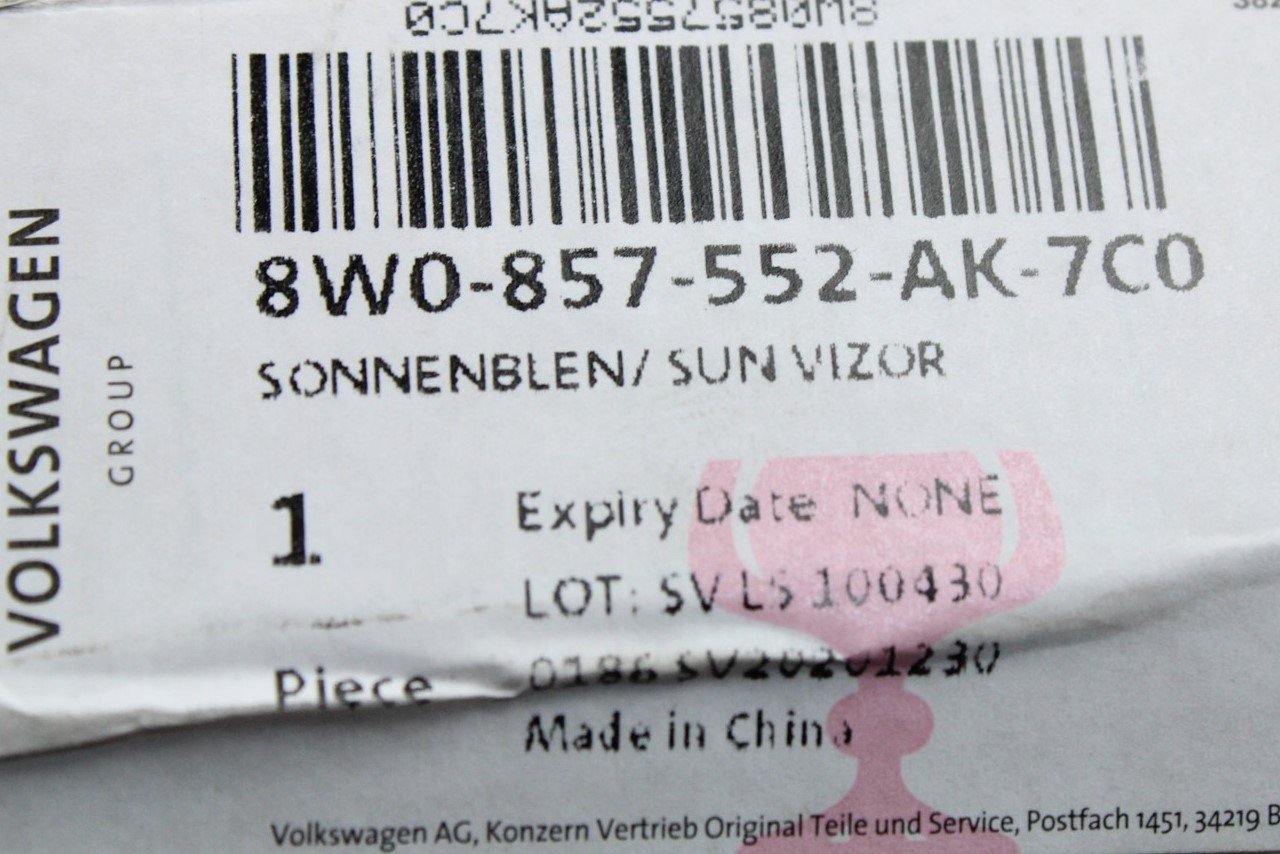 8W0857552AK7C0
382
8W0-857-552-AK-7C0
SONNENBLEN/ SUN VIZOR
VOLKSWAGEN
GROUP
1
Piece
Expiry Date NONE
LOT: SV LS 100430
0186 SV20201230
Made in China
Volkswagen AG, Konzern Vertrieb Original Teile und Service, Postfach 1451, 34219 B